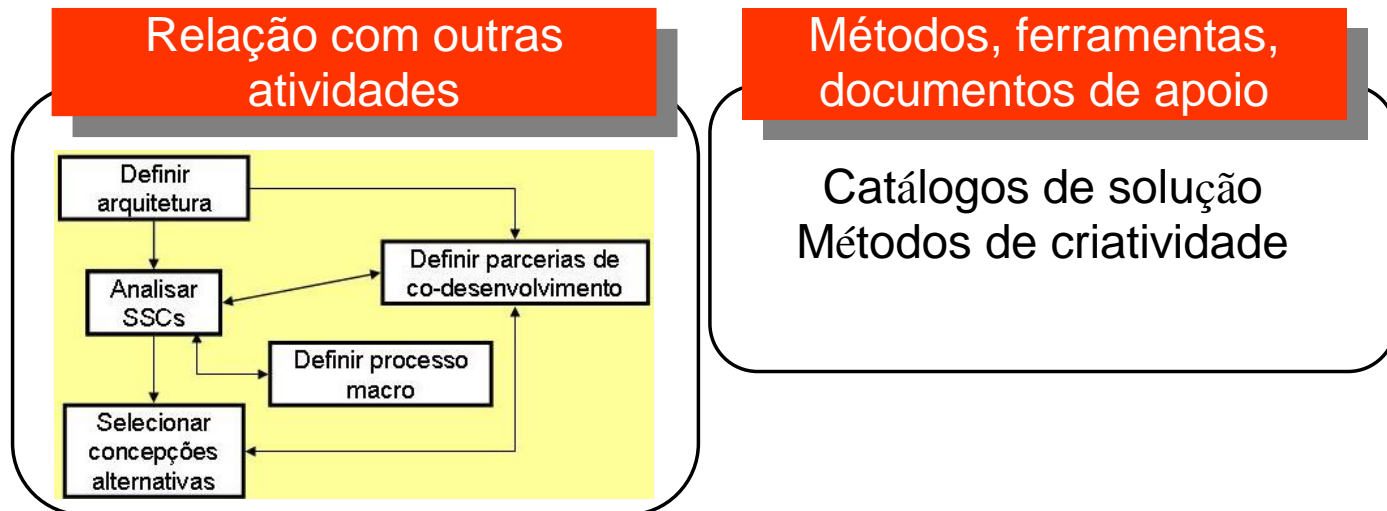 Relação com outras
atividades
Definir
arquitetura
Definir parcerias de
co-desenvolvimento
Analisar
SSCs
Definir processo
macro
Selecionar
concepções
alternativas
Métodos, ferramentas,
documentos de apoio
Catálogos de solução
Métodos de criatividade